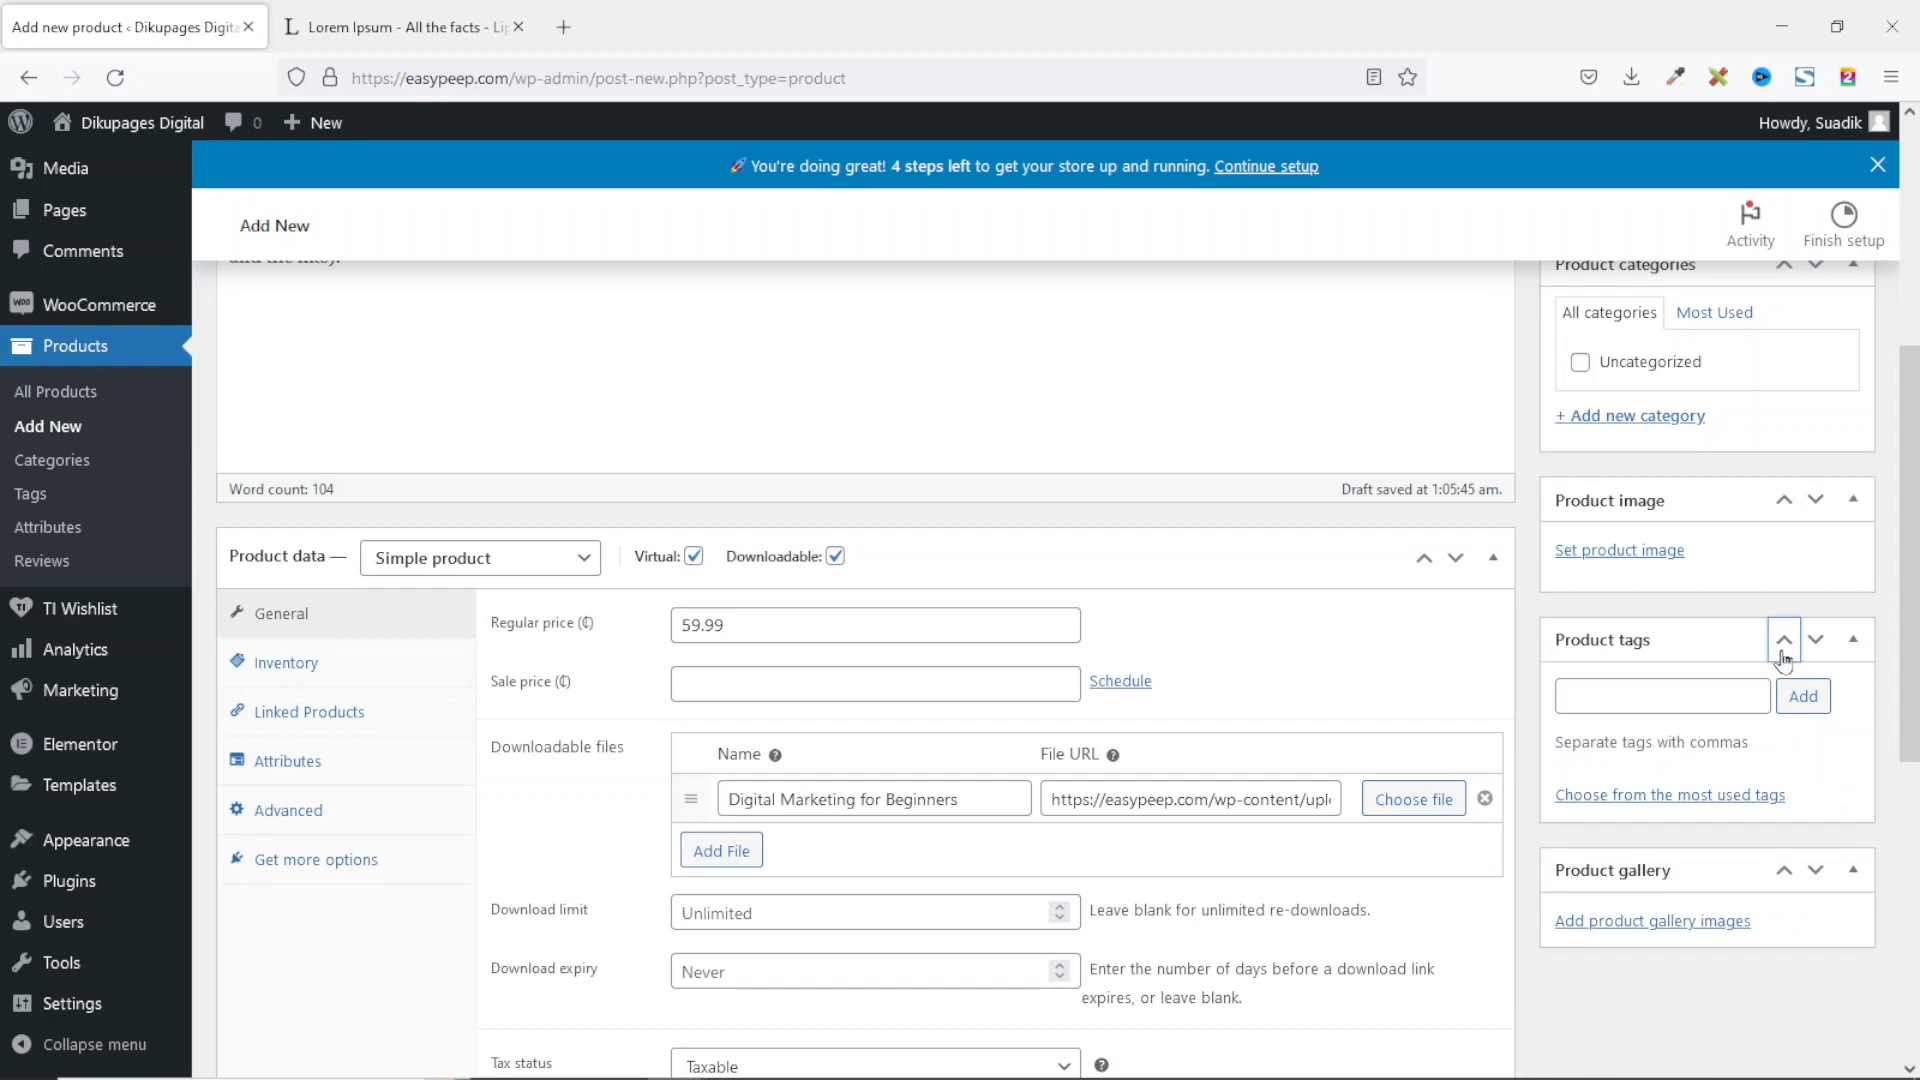 Add new product ‹ Dikupages Digita
Lorem Ipsum - All the facts - Lip
https://easypeep.com/wp-admin/post-new.php?post_type=product
Dikupages Digital
0
New
Howdy, Suadik
Media
Pages
Comments
WooCommerce
Products
All Products
Add New
Categories
Tags
Attributes
Reviews
TI Wishlist
Analytics
Marketing
Elementor
Templates
Appearance
Plugins
Users
Tools
Settings
Collapse menu
You're doing great! 4 steps left to get your store up and running. Continue setup
Add New
Activity
Finish setup
and the like).
Word count: 104
Draft saved at 1:05:45 am.
Product data —
Simple product
Virtual:
Downloadable:
General
Inventory
Linked Products
Attributes
Advanced
Get more options
Regular price (₵)
59.99
Sale price (₵)
Schedule
Downloadable files
Name
File URL
Digital Marketing for Beginners
https://easypeep.com/wp-content/uplo
Choose file
Add File
Download limit
Unlimited
Leave blank for unlimited re-downloads.
Download expiry
Never
Enter the number of days before a download link
expires, or leave blank.
Tax status
Taxable
Product categories
All categories
Most Used
Uncategorized
+ Add new category
Product image
Set product image
Product tags
Add
Separate tags with commas
Choose from the most used tags
Product gallery
Add product gallery images